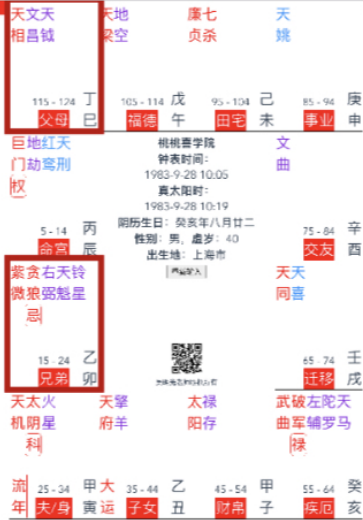 天文天
相昌钺
115-124 丁
父母 巳
天地
梁空
105-114 戊
福德 午
廉七
贞杀
95-104 己
田宅 未
天
姚
85-94 庚
事业 申
巨地红天
门劫鸾刑
权
5-14 丙
命宫 辰
桃桃喜学院
钟表时间:
1983-9-28 10:05
真太阳时:
1983-9-28 10:19
阴历生日: 癸亥年八月廿二
性别: 男, 虚岁: 40
出生地: 上海市
文
曲
75-84 辛
交友 酉
紫贪右天铃
微狼弼魁星
忌
15-24 乙
兄弟 卯
天天
同喜
65-74 壬
迁移 戌
天太火
机阴星
科
流 25-34 甲
年 夫/身 寅
天擎
府羊
大 35-44 乙
运 子女 丑
太禄
阳存
45-54 甲
财帛 子
武破左陀天
曲军辅罗马
禄
55-64 癸
疾厄 亥